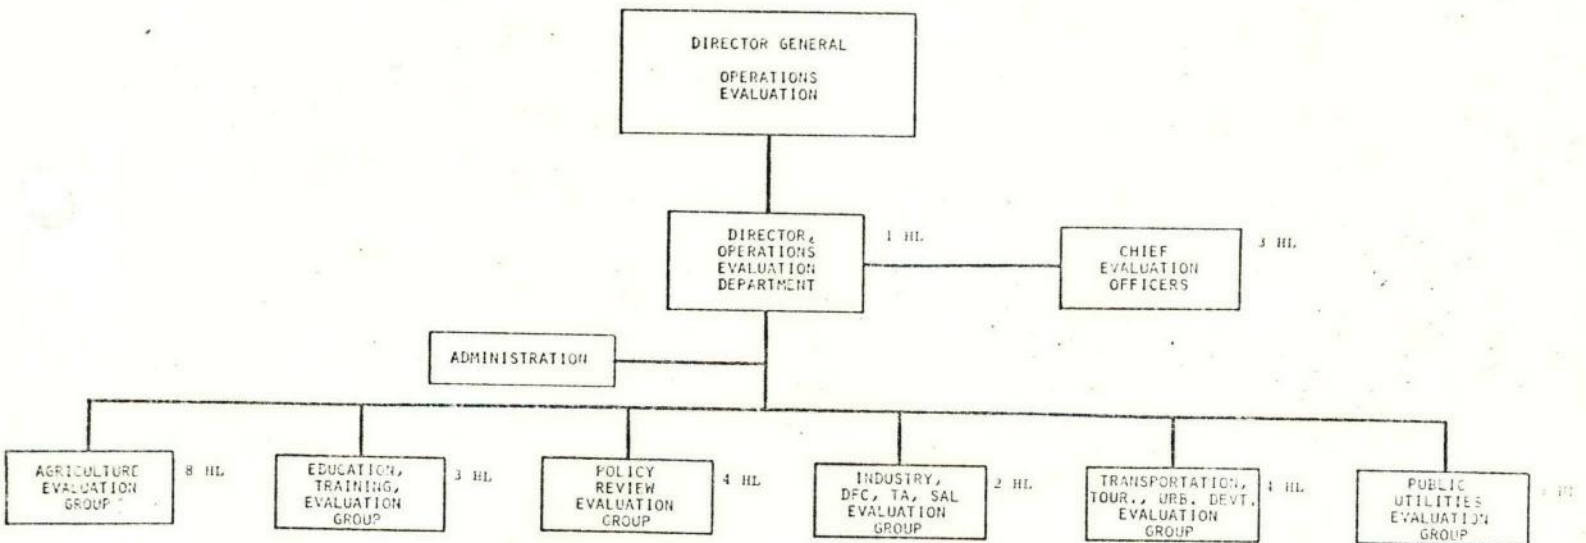 DIRECTOR GENERAL
OPERATIONS
EVALUATION
DIRECTOR,
OPERATIONS
EVALUATION
DEPARTMENT
1 HL
CHIEF
EVALUATION
OFFICERS
3 HL
ADMINISTRATION
AGRICULTURE
EVALUATION
GROUP
8 HL
EDUCATION,
TRAINING,
EVALUATION
GROUP
3 HL
POLICY
REVIEW
EVALUATION
GROUP
4 HL
INDUSTRY,
DFC, TA, SAL
EVALUATION
GROUP
2 HL
TRANSPORTATION,
TOUR., URB. DEVT.
EVALUATION
GROUP
4 HL
PUBLIC
UTILITIES
EVALUATION
GROUP